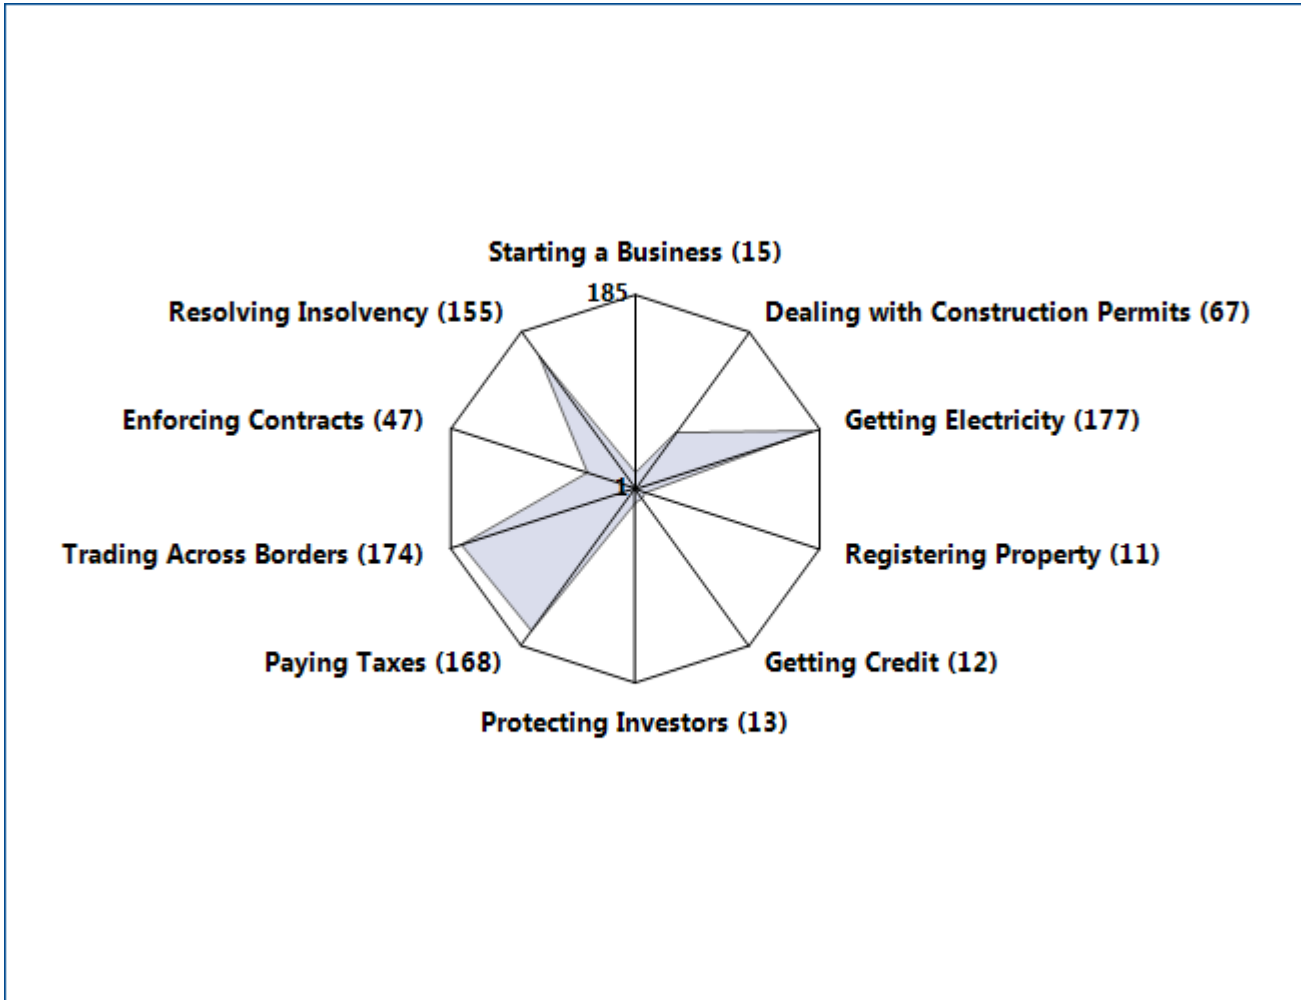 Starting a Business (15)
185
Resolving Insolvency (155)
Dealing with Construction Permits (67)
Enforcing Contracts (47)
Getting Electricity (177)
1
Trading Across Borders (174)
Registering Property (11)
Paying Taxes (168)
Getting Credit (12)
Protecting Investors (13)